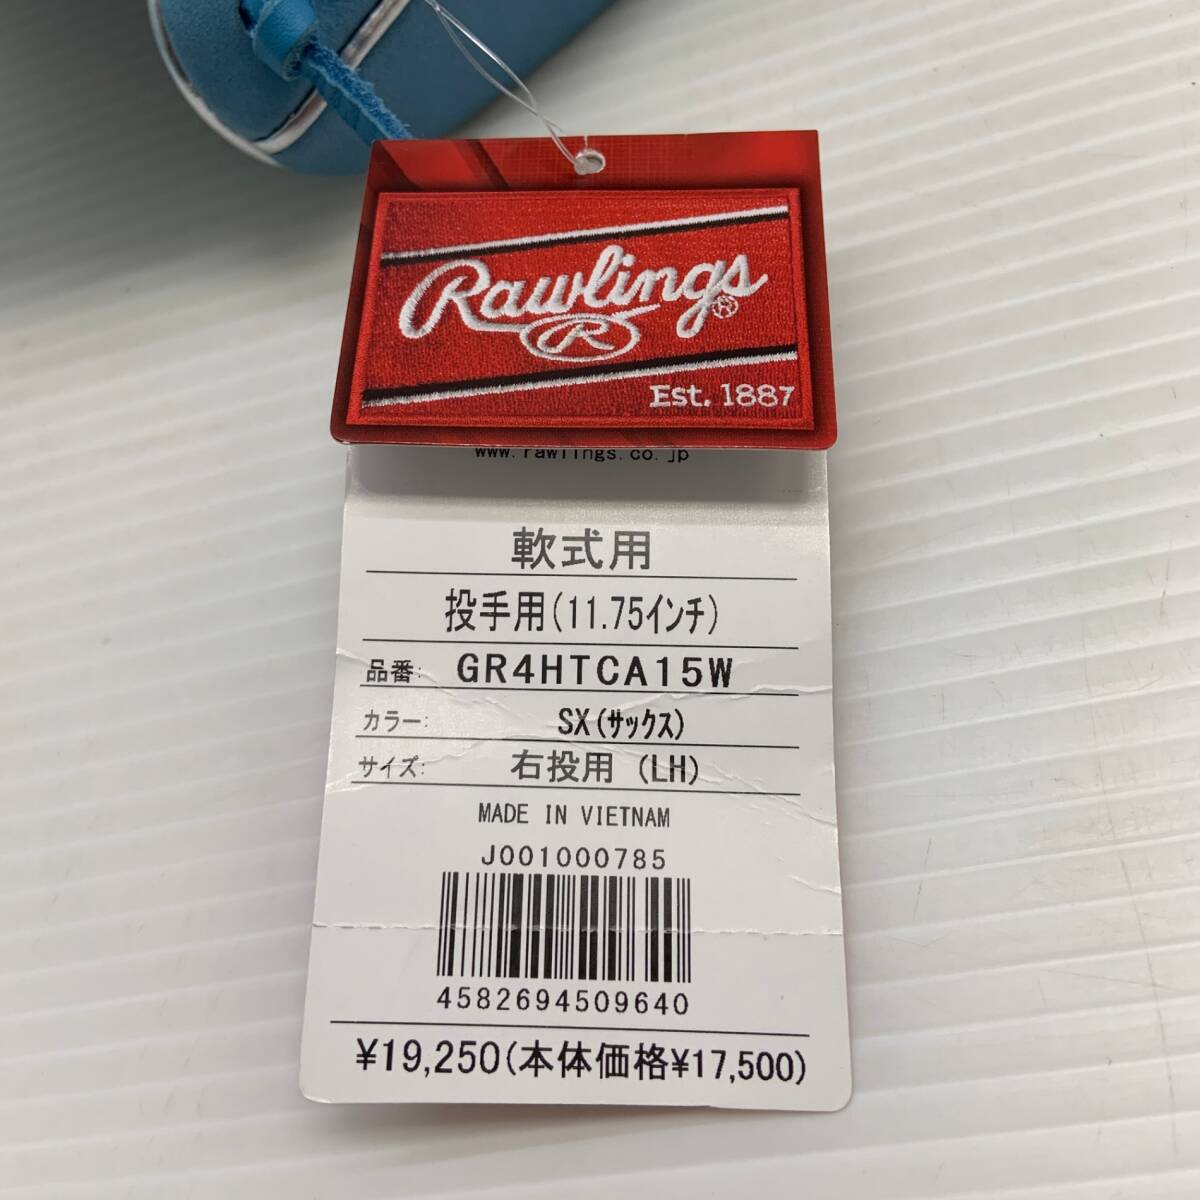 Rawlings®
R
Est. 1887
www.rawlings.co.jp
軟式用
投手用(11.75インチ)
品番: GR4HTCA15W
カラー: SX(サックス)
サイズ: 右投用 (LH)
MADE IN VIETNAM
J001000785
4582694509640
¥19,250(本体価格¥17,500)